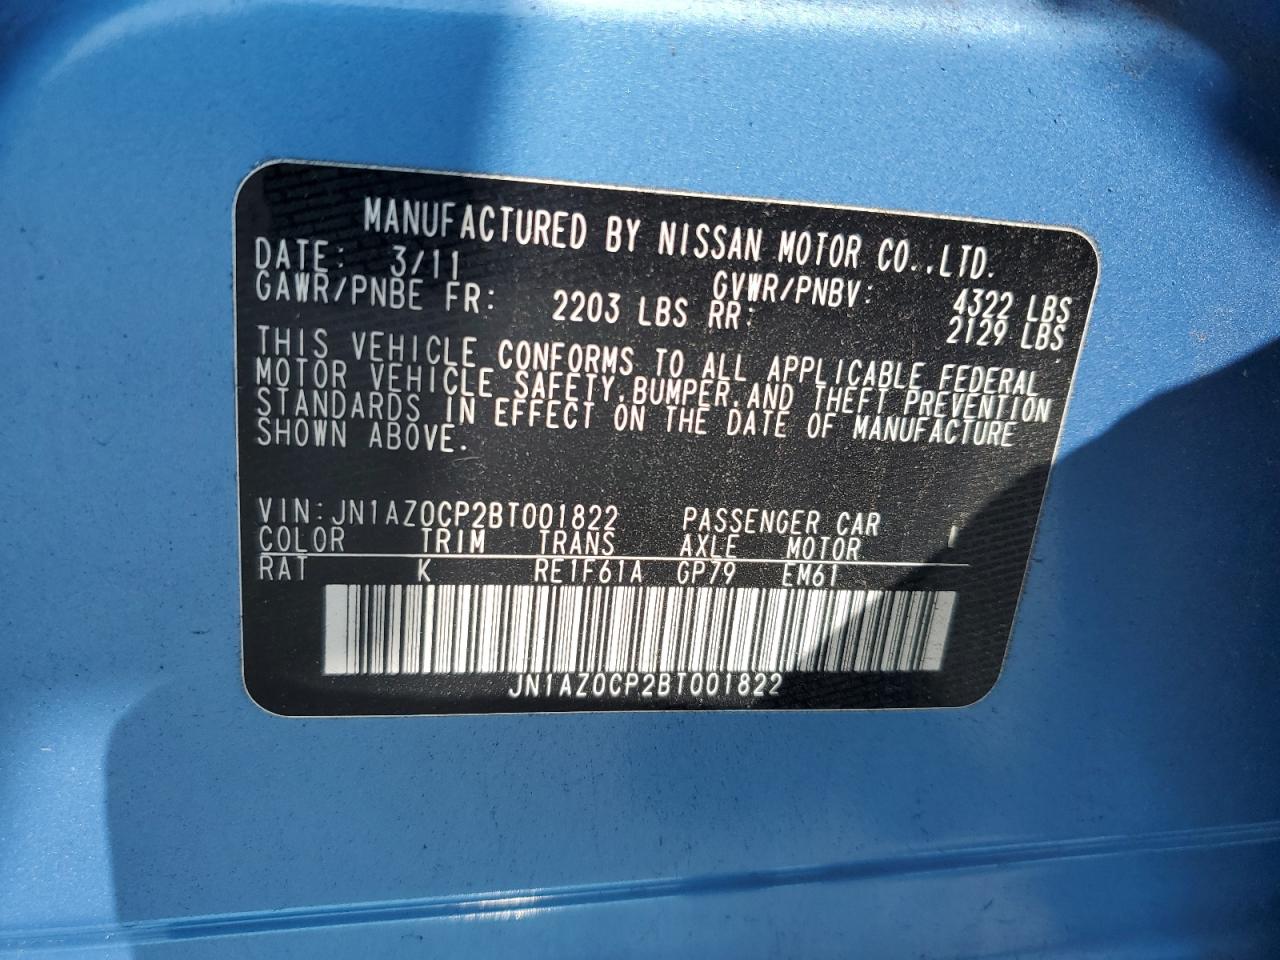 MANUFACTURED BY NISSAN MOTOR CO.,LTD.
DATE: 3/11 GVWR/PNBV: 4322 LBS
GAWR/PNBE FR: 2203 LBS RR: 2129 LBS
THIS VEHICLE CONFORMS TO ALL APPLICABLE FEDERAL
MOTOR VEHICLE SAFETY,BUMPER,AND THEFT PREVENTION
STANDARDS IN EFFECT ON THE DATE OF MANUFACTURE
SHOWN ABOVE.
VIN:JN1AZ0CP2BT001822 PASSENGER CAR
COLOR TRIM TRANS AXLE MOTOR
RAT K RE1F61A GP79 EM61
JN1AZ0CP2BT001822